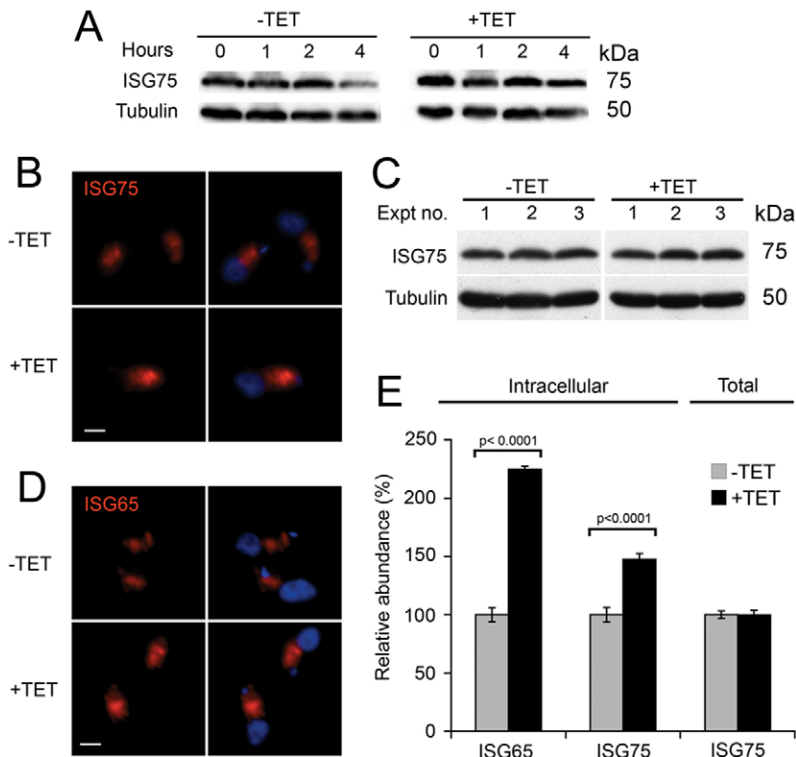 A
-TET
+TET
Hours 0 1 2 4 0 1 2 4 kDa
ISG75 75
Tubulin 50
B
ISG75
-TET
+TET
C
-TET +TET
Expt no. 1 2 3 1 2 3 kDa
ISG75 75
Tubulin 50
D
ISG65
-TET
+TET
E
Intracellular Total
Relative abundance (%)
250
200
150
100
50
0
p< 0.0001
p<0.0001
-TET
+TET
ISG65 ISG75 ISG75